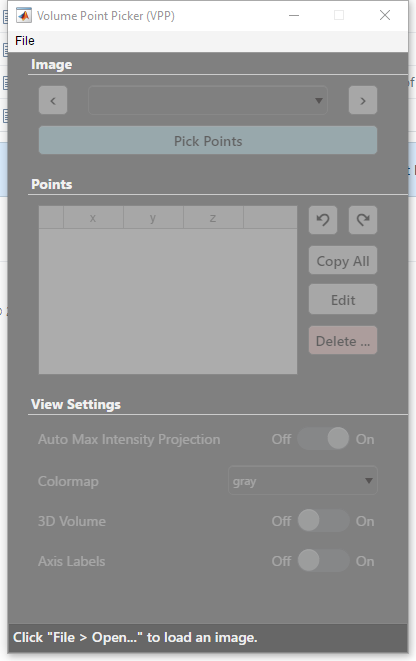 Volume Point Picker (VPP)
File
Image
< >
Pick Points
Points
x y z
Copy All
Edit
Delete ...
View Settings
Auto Max Intensity Projection Off On
Colormap gray
3D Volume Off On
Axis Labels Off On
Click "File > Open..." to load an image.